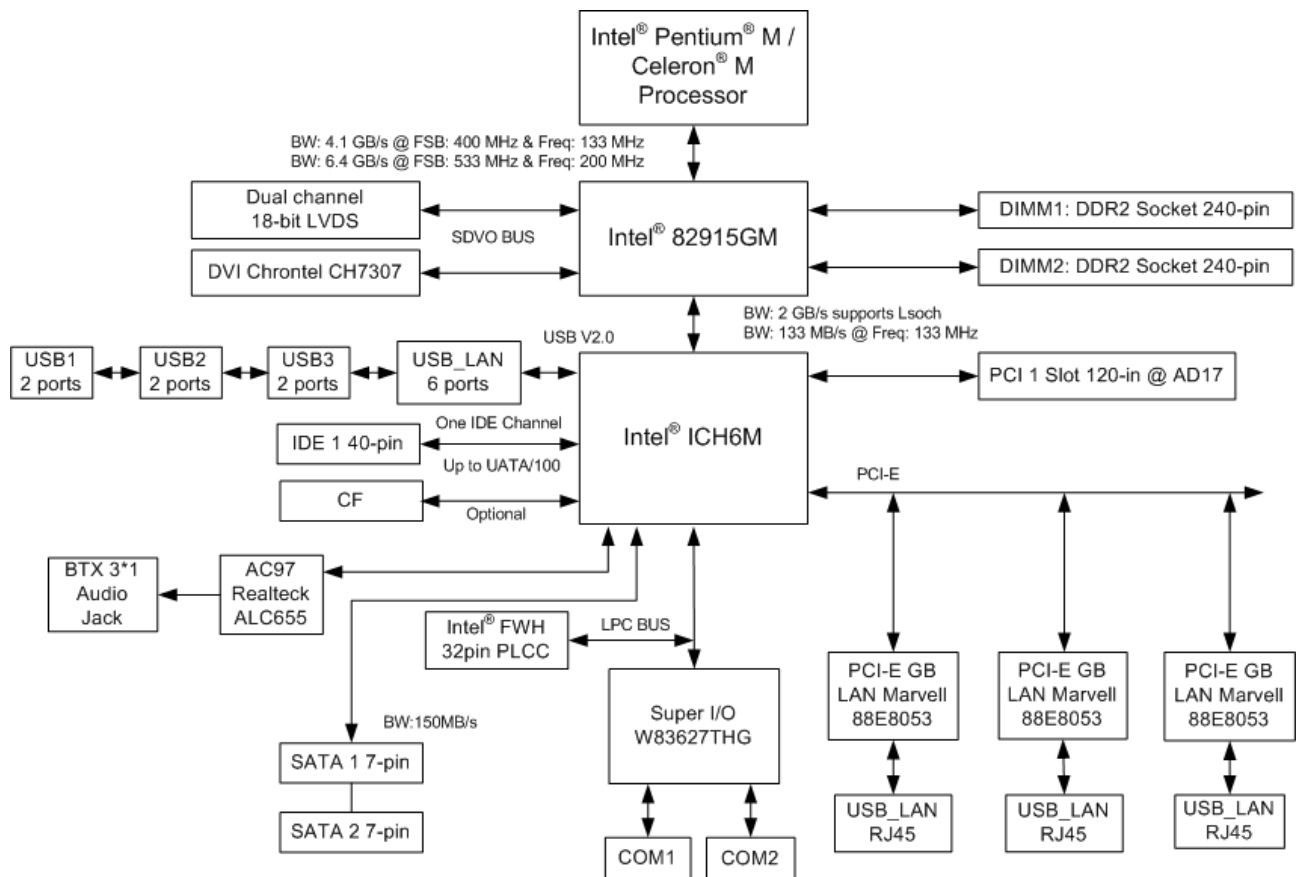 Intel® Pentium® M /
Celeron® M
Processor
BW: 4.1 GB/s @ FSB: 400 MHz & Freq: 133 MHz
BW: 6.4 GB/s @ FSB: 533 MHz & Freq: 200 MHz
Dual channel
18-bit LVDS
SDVO BUS
DVI Chrontel CH7307
Intel® 82915GM
DIMM1: DDR2 Socket 240-pin
DIMM2: DDR2 Socket 240-pin
BW: 2 GB/s supports Lsoch
BW: 133 MB/s @ Freq: 133 MHz
USB V2.0
USB1
2 ports
USB2
2 ports
USB3
2 ports
USB_LAN
6 ports
Intel® ICH6M
PCI 1 Slot 120-in @ AD17
One IDE Channel
IDE 1 40-pin
Up to UATA/100
CF
Optional
PCI-E
BTX 3*1
Audio
Jack
AC97
Realteck
ALC655
Intel® FWH
32pin PLCC
LPC BUS
Super I/O
W83627THG
BW:150MB/s
SATA 1 7-pin
SATA 2 7-pin
COM1
COM2
PCI-E GB
LAN Marvell
88E8053
PCI-E GB
LAN Marvell
88E8053
PCI-E GB
LAN Marvell
88E8053
USB_LAN
RJ45
USB_LAN
RJ45
USB_LAN
RJ45